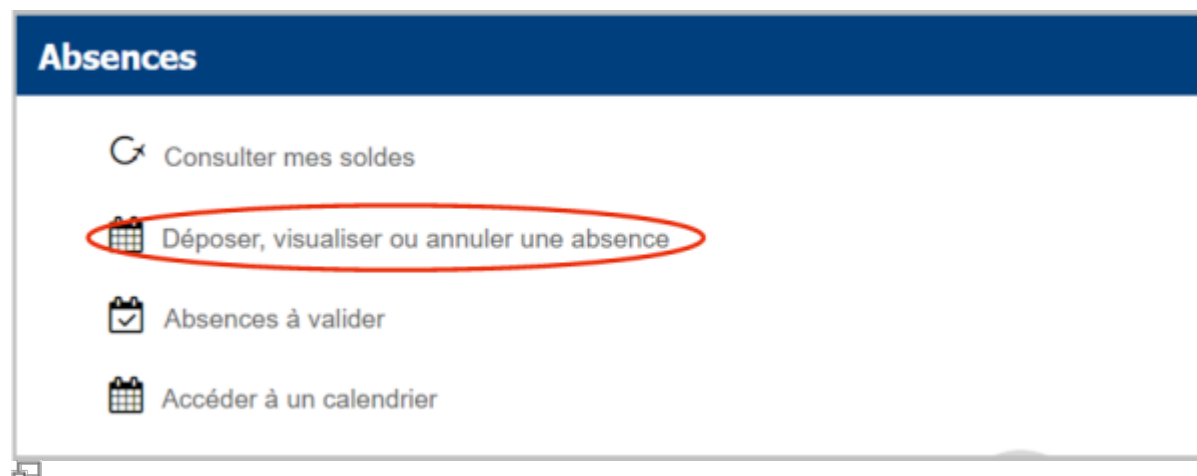 Absences
Consulter mes soldes
Déposer, visualiser ou annuler une absence
Absences à valider
Accéder à un calendrier